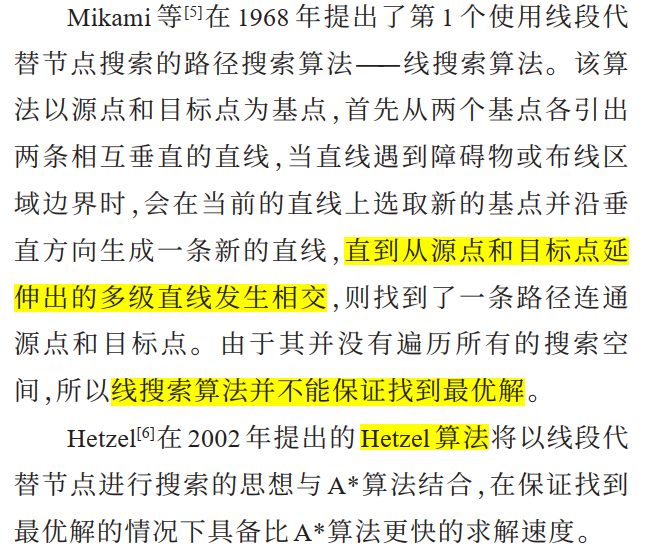 Mikami 等[5]在 1968 年提出了第 1 个使用线段代
替节点搜索的路径搜索算法——线搜索算法。该算
法以源点和目标点为基点,首先从两个基点各引出
两条相互垂直的直线,当直线遇到障碍物或布线区
域边界时,会在当前的直线上选取新的基点并沿垂
直方向生成一条新的直线,直到从源点和目标点延
伸出的多级直线发生相交,则找到了一条路径连通
源点和目标点。由于其并没有遍历所有的搜索空
间,所以线搜索算法并不能保证找到最优解。
Hetzel[6]在 2002 年提出的 Hetzel 算法将以线段代
替节点进行搜索的思想与 A*算法结合,在保证找到
最优解的情况下具备比 A*算法更快的求解速度。